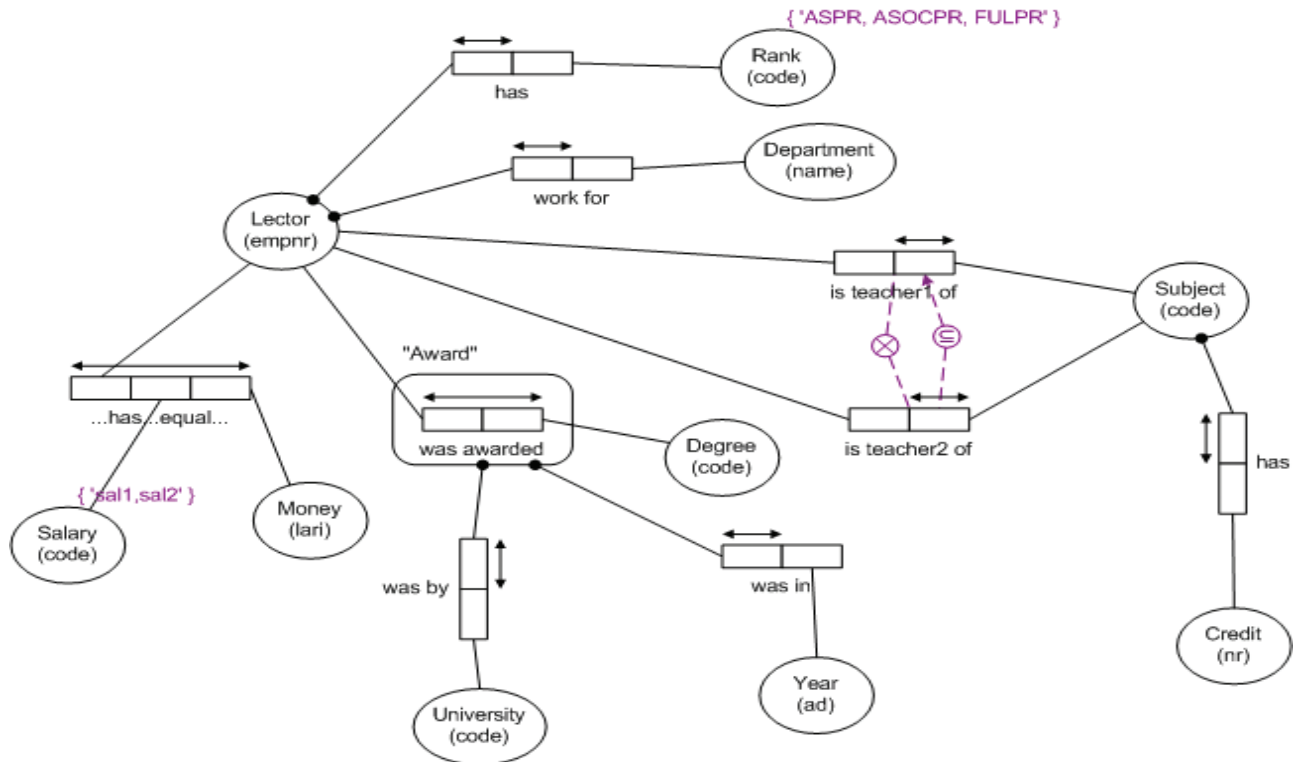 { 'ASPR, ASOCPR, FULPR" }
Rank
(code)
has
Department
(name)
work for
Lector
(empnr)
is teacher1 of
Subject
(code)
"Award"
...has...equal...
was awarded
is teacher2 of
Degree
(code)
has
{ 'sal1,sal2' }
Money
(lari)
Salary
(code)
was by
was in
Credit
(nr)
Year
(ad)
University
(code)